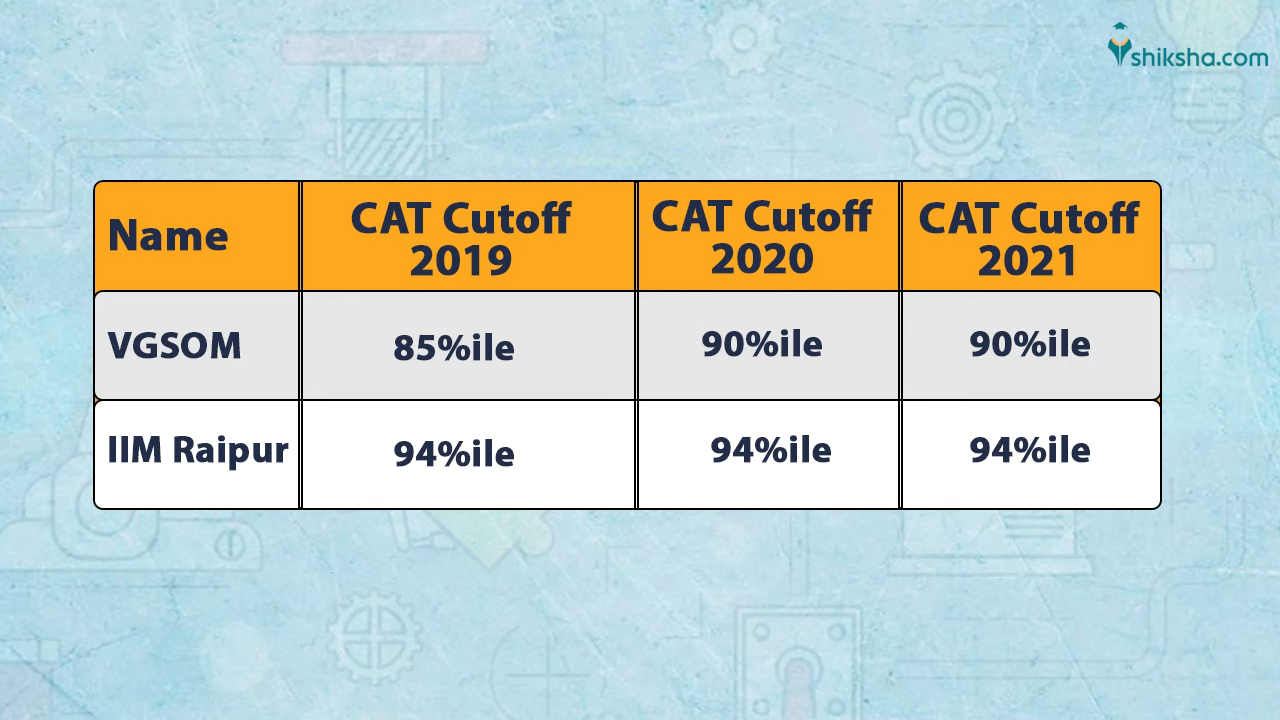 shiksha.com
Name
CAT Cutoff
2019
CAT Cutoff
2020
CAT Cutoff
2021
VGSOM
85%ile
90%ile
90%ile
IIM Raipur
94%ile
94%ile
94%ile